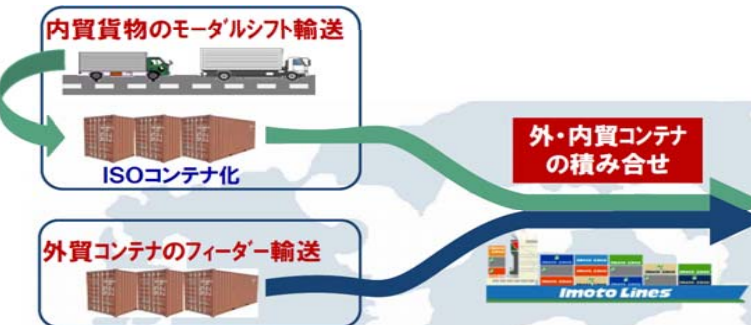 内貿貨物のモーダルシフト輸送
ISOコンテナ化
外貿コンテナのフィーダー輸送
外・内貿コンテナ
の積み合せ
Imoto Lines